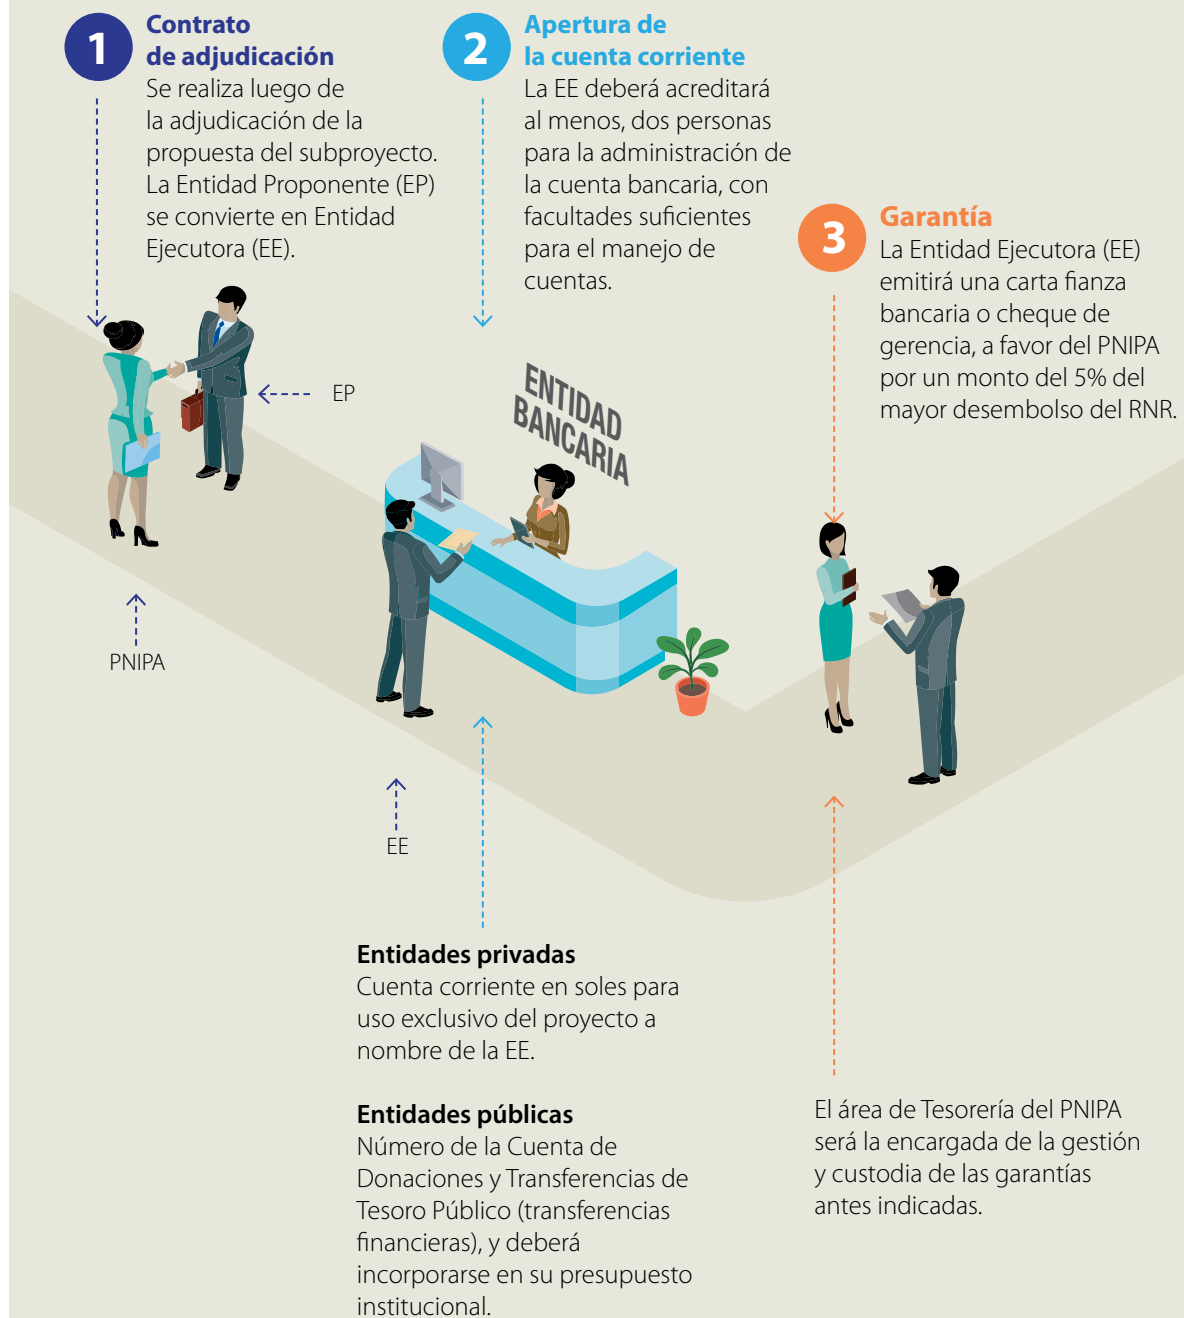 1
Contrato
de adjudicación
Se realiza luego de
la adjudicación de la
propuesta del subproyecto.
La Entidad Proponente (EP)
se convierte en Entidad
Ejecutora (EE).
2
Apertura de
la cuenta corriente
La EE deberá acreditará
al menos, dos personas
para la administración de
la cuenta bancaria, con
facultades suficientes
para el manejo de
cuentas.
3
Garantía
La Entidad Ejecutora (EE)
emitirá una carta fianza
bancaria o cheque de
gerencia, a favor del PNIPA
por un monto del 5% del
mayor desembolso del RNR.
EP
ENTIDAD
BANCARIA
PNIPA
EE
Entidades privadas
Cuenta corriente en soles para
uso exclusivo del proyecto a
nombre de la EE.
Entidades públicas
Número de la Cuenta de
Donaciones y Transferencias de
Tesoro Público (transferencias
financieras), y deberá
incorporarse en su presupuesto
institucional.
El área de Tesorería del PNIPA
será la encargada de la gestión
y custodia de las garantías
antes indicadas.